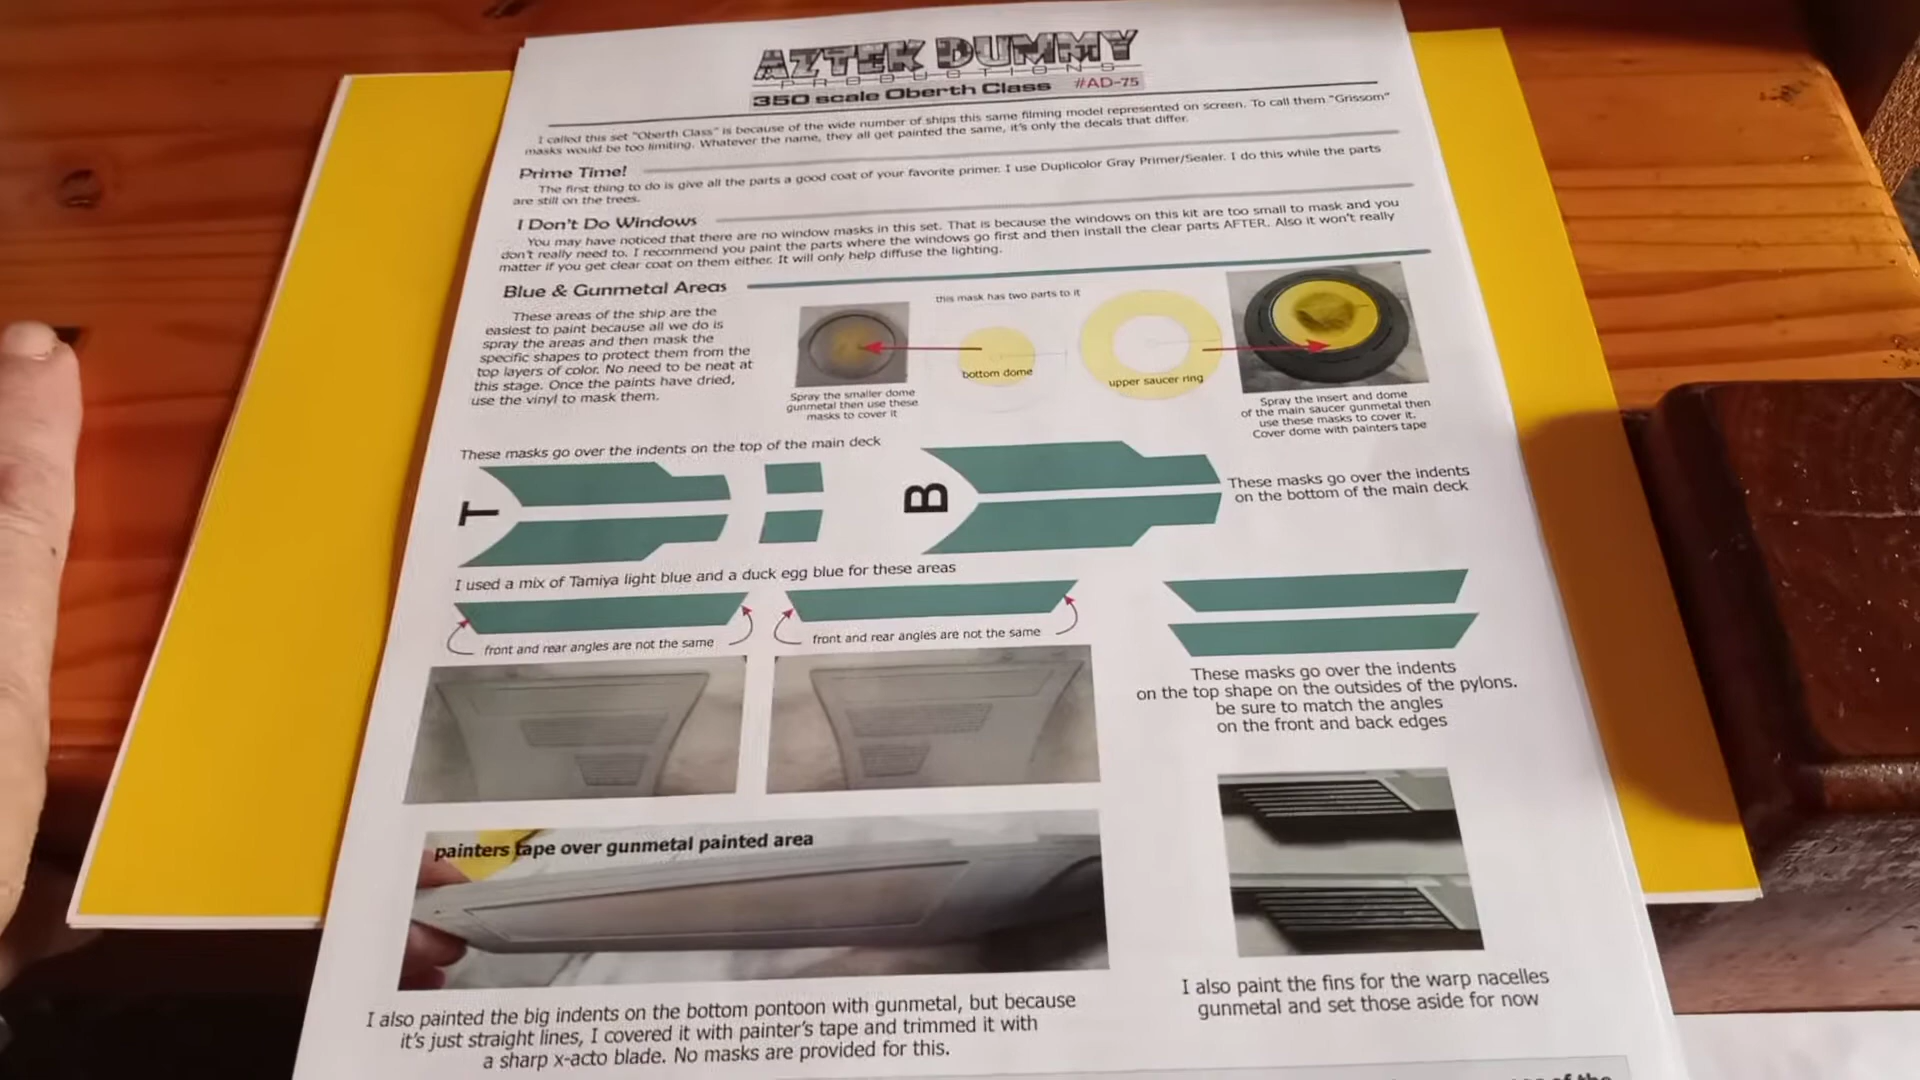 AZTEK DUMMY
PRODUCTIONS
350 scale Oberth Class #AD-75
I called this set "Oberth Class" is because of the wide number of ships this same filming model represented on screen. To call them "Grissom"
masks would be too limiting. Whatever the name, they all get painted the same, it's only the decals that differ.
Prime Time!
The first thing to do is give all the parts a good coat of your favorite primer. I use Duplicolor Gray Primer/Sealer. I do this while the parts
are still on the trees.
I Don't Do Windows
You may have noticed that there are no window masks in this set. That is because the windows on this kit are too small to mask and you
don't really need to. I recommend you paint the parts where the windows go first and then install the clear parts AFTER. Also it won't really
matter if you get clear coat on them either. It will only help diffuse the lighting.
Blue & Gunmetal Areas
These areas of the ship are the
easiest to paint because all we do is
spray the areas and then mask the
specific shapes to protect them from the
top layers of color. No need to be neat at
this stage. Once the paints have dried,
use the vinyl to mask them.
this mask has two parts to it
bottom dome
upper saucer ring
Spray the smaller dome
gunmetal then use these
masks to cover it
Spray the insert and dome
of the main saucer gunmetal then
use these masks to cover it.
Cover dome with painters tape
These masks go over the indents on the top of the main deck
T
B
These masks go over the indents
on the bottom of the main deck
I used a mix of Tamiya light blue and a duck egg blue for these areas
front and rear angles are not the same
front and rear angles are not the same
These masks go over the indents
on the top shape on the outsides of the pylons.
be sure to match the angles
on the front and back edges
painters tape over gunmetal painted area
I also painted the big indents on the bottom pontoon with gunmetal, but because
it's just straight lines, I covered it with painter's tape and trimmed it with
a sharp x-acto blade. No masks are provided for this.
I also paint the fins for the warp nacelles
gunmetal and set those aside for now
of the